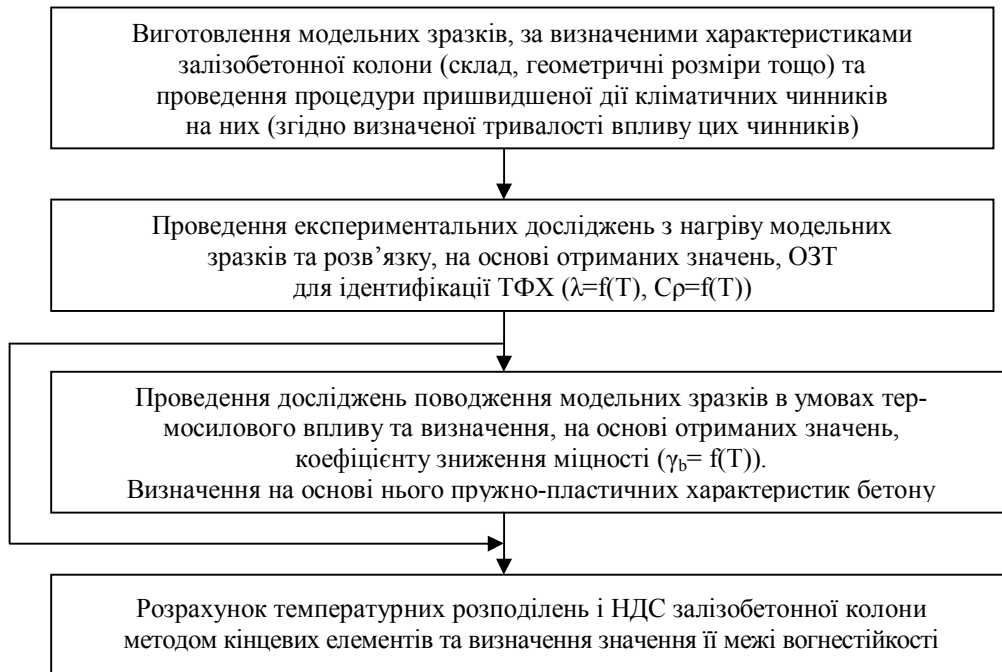 Виготовлення модельних зразків, за визначеними характеристиками
залізобетонної колони (склад, геометричні розміри тощо) та
проведення процедури пришвидшеної дії кліматичних чинників
на них (згідно визначеної тривалості впливу цих чинників)
Проведення експериментальних досліджень з нагріву модельних
зразків та розв’язку, на основі отриманих значень, ОЗТ
для ідентифікації ТФХ (λ=f(T), Cρ=f(T))
Проведення досліджень поводження модельних зразків в умовах тер-
мосилового впливу та визначення, на основі отриманих значень,
коефіцієнту зниження міцності (γb= f(T)).
Визначення на основі нього пружно-пластичних характеристик бетону
Розрахунок температурних розподілень і НДС залізобетонної колони
методом кінцевих елементів та визначення значення її межі вогнестійкості